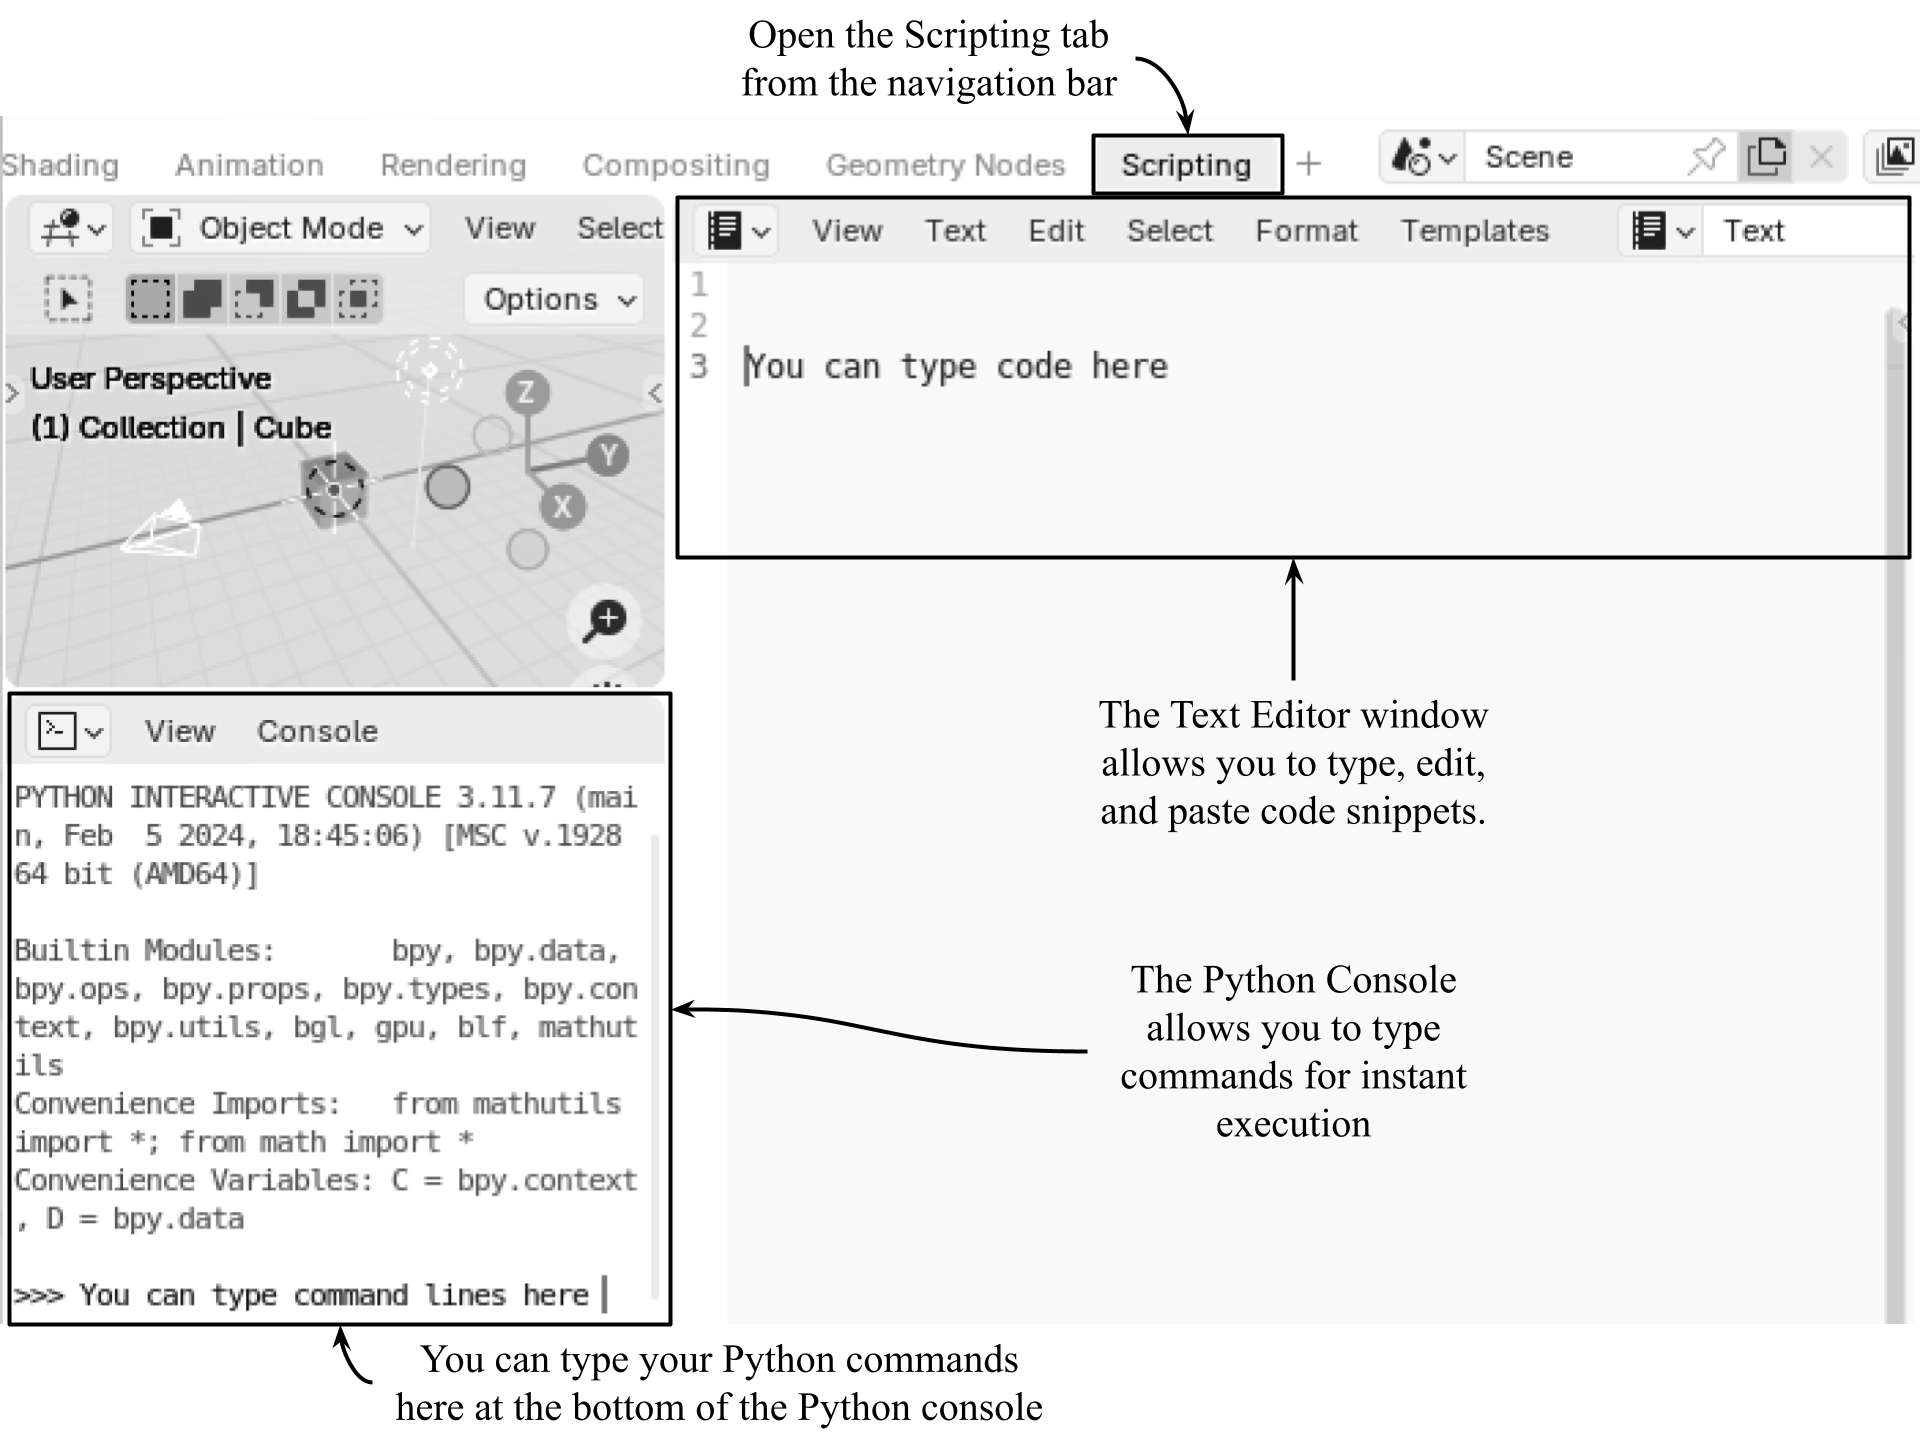 Open the Scripting tab
from the navigation bar
Shading Animation Rendering Compositing Geometry Nodes Scripting + Scene
Object Mode View Select
Options
User Perspective
(1) Collection | Cube
Z
Y
X
View Text Edit Select Format Templates Text
1
2
3 You can type code here
The Text Editor window
allows you to type, edit,
and paste code snippets.
View Console
PYTHON INTERACTIVE CONSOLE 3.11.7 (mai
n, Feb  5 2024, 18:45:06) [MSC v.1928
64 bit (AMD64)]
Builtin Modules:       bpy, bpy.data,
bpy.ops, bpy.props, bpy.types, bpy.con
text, bpy.utils, bgl, gpu, blf, mathut
ils
Convenience Imports:   from mathutils
import *; from math import *
Convenience Variables: C = bpy.context
, D = bpy.data
>>> You can type command lines here
The Python Console
allows you to type
commands for instant
execution
You can type your Python commands
here at the bottom of the Python console